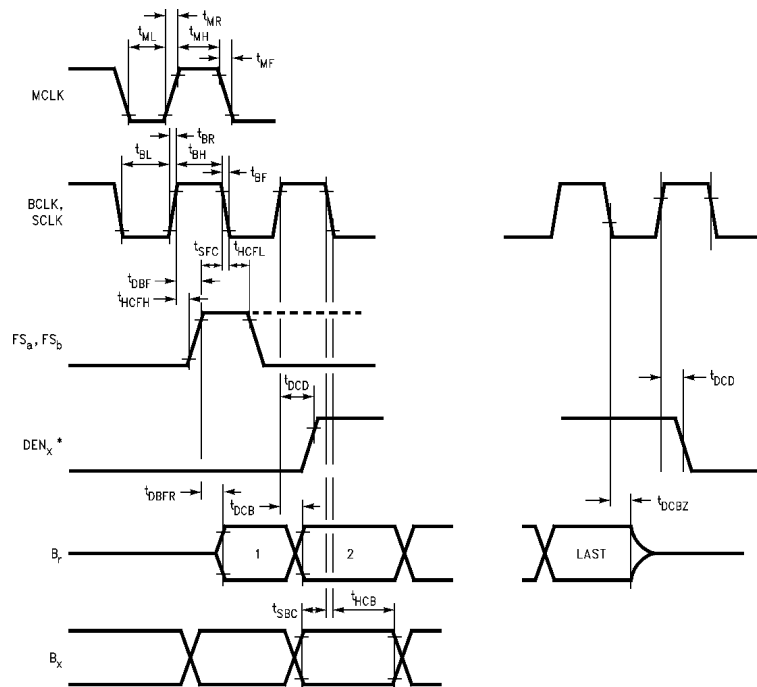 tMR
tML
tMH
tMF
MCLK
tBR
tBL
tBH
tBF
BCLK,
SCLK
tSFC
tHCFL
tDBF
tHCFH
FSa, FSb
tDCD
tDCD
DENx*
tDBFR
tDCB
tDCBZ
Br
1
2
LAST
tSBC
tHCB
Bx